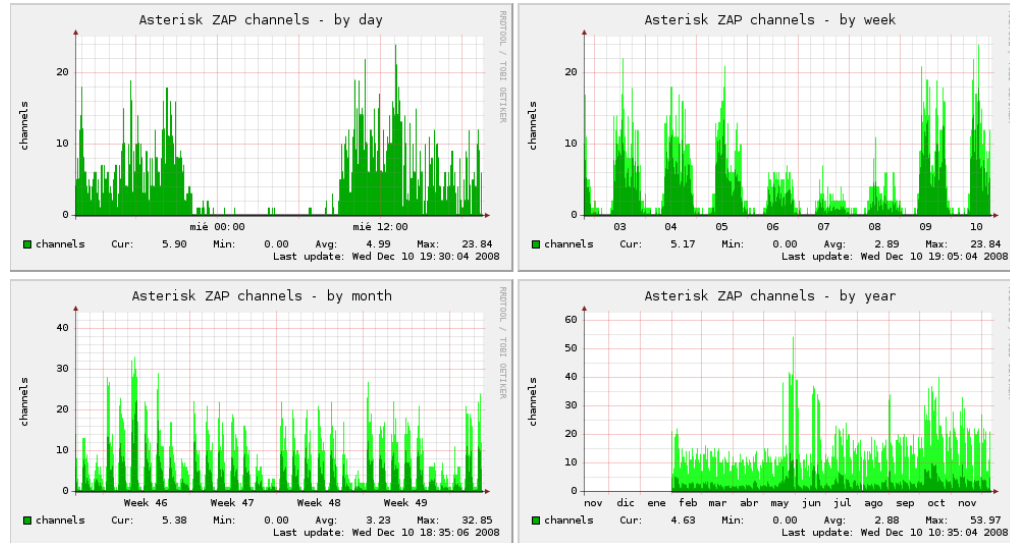 Asterisk ZAP channels - by day
RRDTOOL / TOBI OETIKER
channels
20
10
0
mié 00:00 mié 12:00
channels Cur: 5.90 Min: 0.00 Avg: 4.99 Max: 23.84
Last update: Wed Dec 10 19:30:04 2008
Asterisk ZAP channels - by week
channels
20
10
0
03 04 05 06 07 08 09 10
channels Cur: 5.17 Min: 0.00 Avg: 2.89 Max: 23.84
Last update: Wed Dec 10 19:05:04 2008
Asterisk ZAP channels - by month
RRDTOOL / TOBI OETIKER
channels
40
30
20
10
0
Week 46 Week 47 Week 48 Week 49
channels Cur: 5.38 Min: 0.00 Avg: 3.23 Max: 32.85
Last update: Wed Dec 10 18:35:06 2008
Asterisk ZAP channels - by year
channels
60
50
40
30
20
10
0
nov dic ene feb mar abr may jun jul ago sep oct nov
channels Cur: 4.63 Min: 0.00 Avg: 2.88 Max: 53.97
Last update: Wed Dec 10 10:35:04 2008